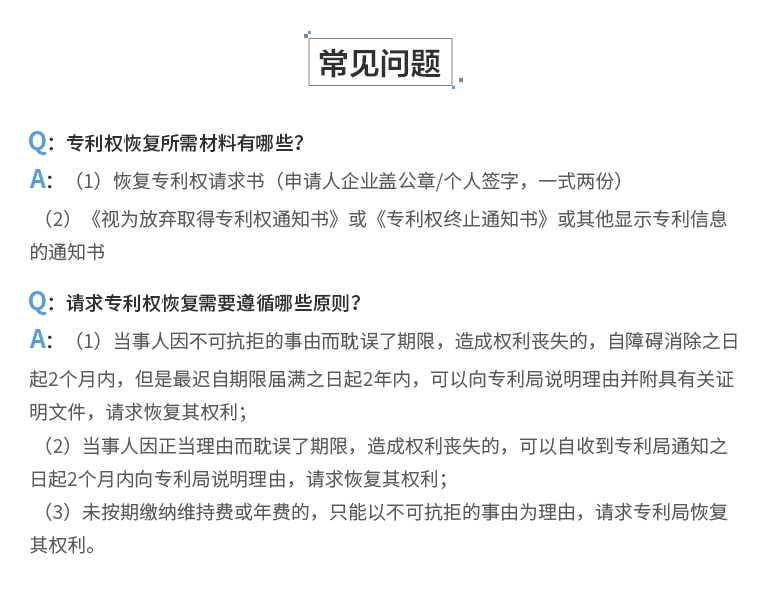 常见问题
Q：专利权恢复所需材料有哪些？
A：（1）恢复专利权请求书（申请人企业盖公章/个人签字，一式两份）
（2）《视为放弃取得专利权通知书》或《专利权终止通知书》或其他显示专利信息
的通知书
Q：请求专利权恢复需要遵循哪些原则？
A：（1）当事人因不可抗拒的事由而耽误了期限，造成权利丧失的，自障碍消除之日
起2个月内，但是最迟自期限届满之日起2年内，可以向专利局说明理由并附具有关证
明文件，请求恢复其权利；
（2）当事人因正当理由而耽误了期限，造成权利丧失的，可以自收到专利局通知之
日起2个月内向专利局说明理由，请求恢复其权利；
（3）未按期缴纳维持费或年费的，只能以不可抗拒的事由为理由，请求专利局恢复
其权利。